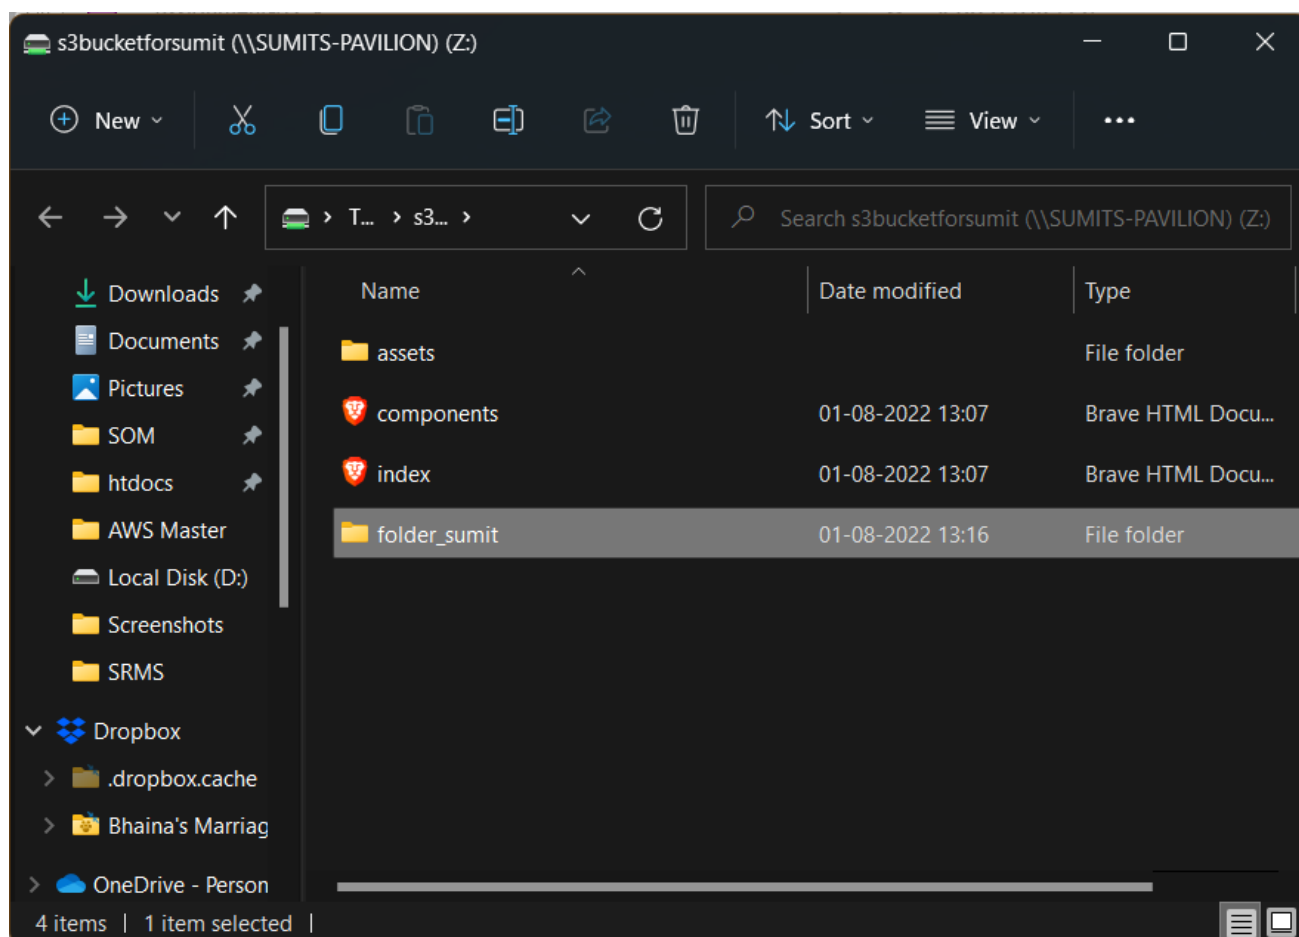 s3bucketforsumit (\\SUMITS-PAVILION) (Z:)
New Sort View
T... s3... Search s3bucketforsumit (\\SUMITS-PAVILION) (Z:)
Downloads
Documents
Pictures
SOM
htdocs
AWS Master
Local Disk (D:)
Screenshots
SRMS
Dropbox
.dropbox.cache
Bhaina's Marriag
OneDrive - Person
Name Date modified Type
assets File folder
components 01-08-2022 13:07 Brave HTML Docu...
index 01-08-2022 13:07 Brave HTML Docu...
folder_sumit 01-08-2022 13:16 File folder
4 items 1 item selected